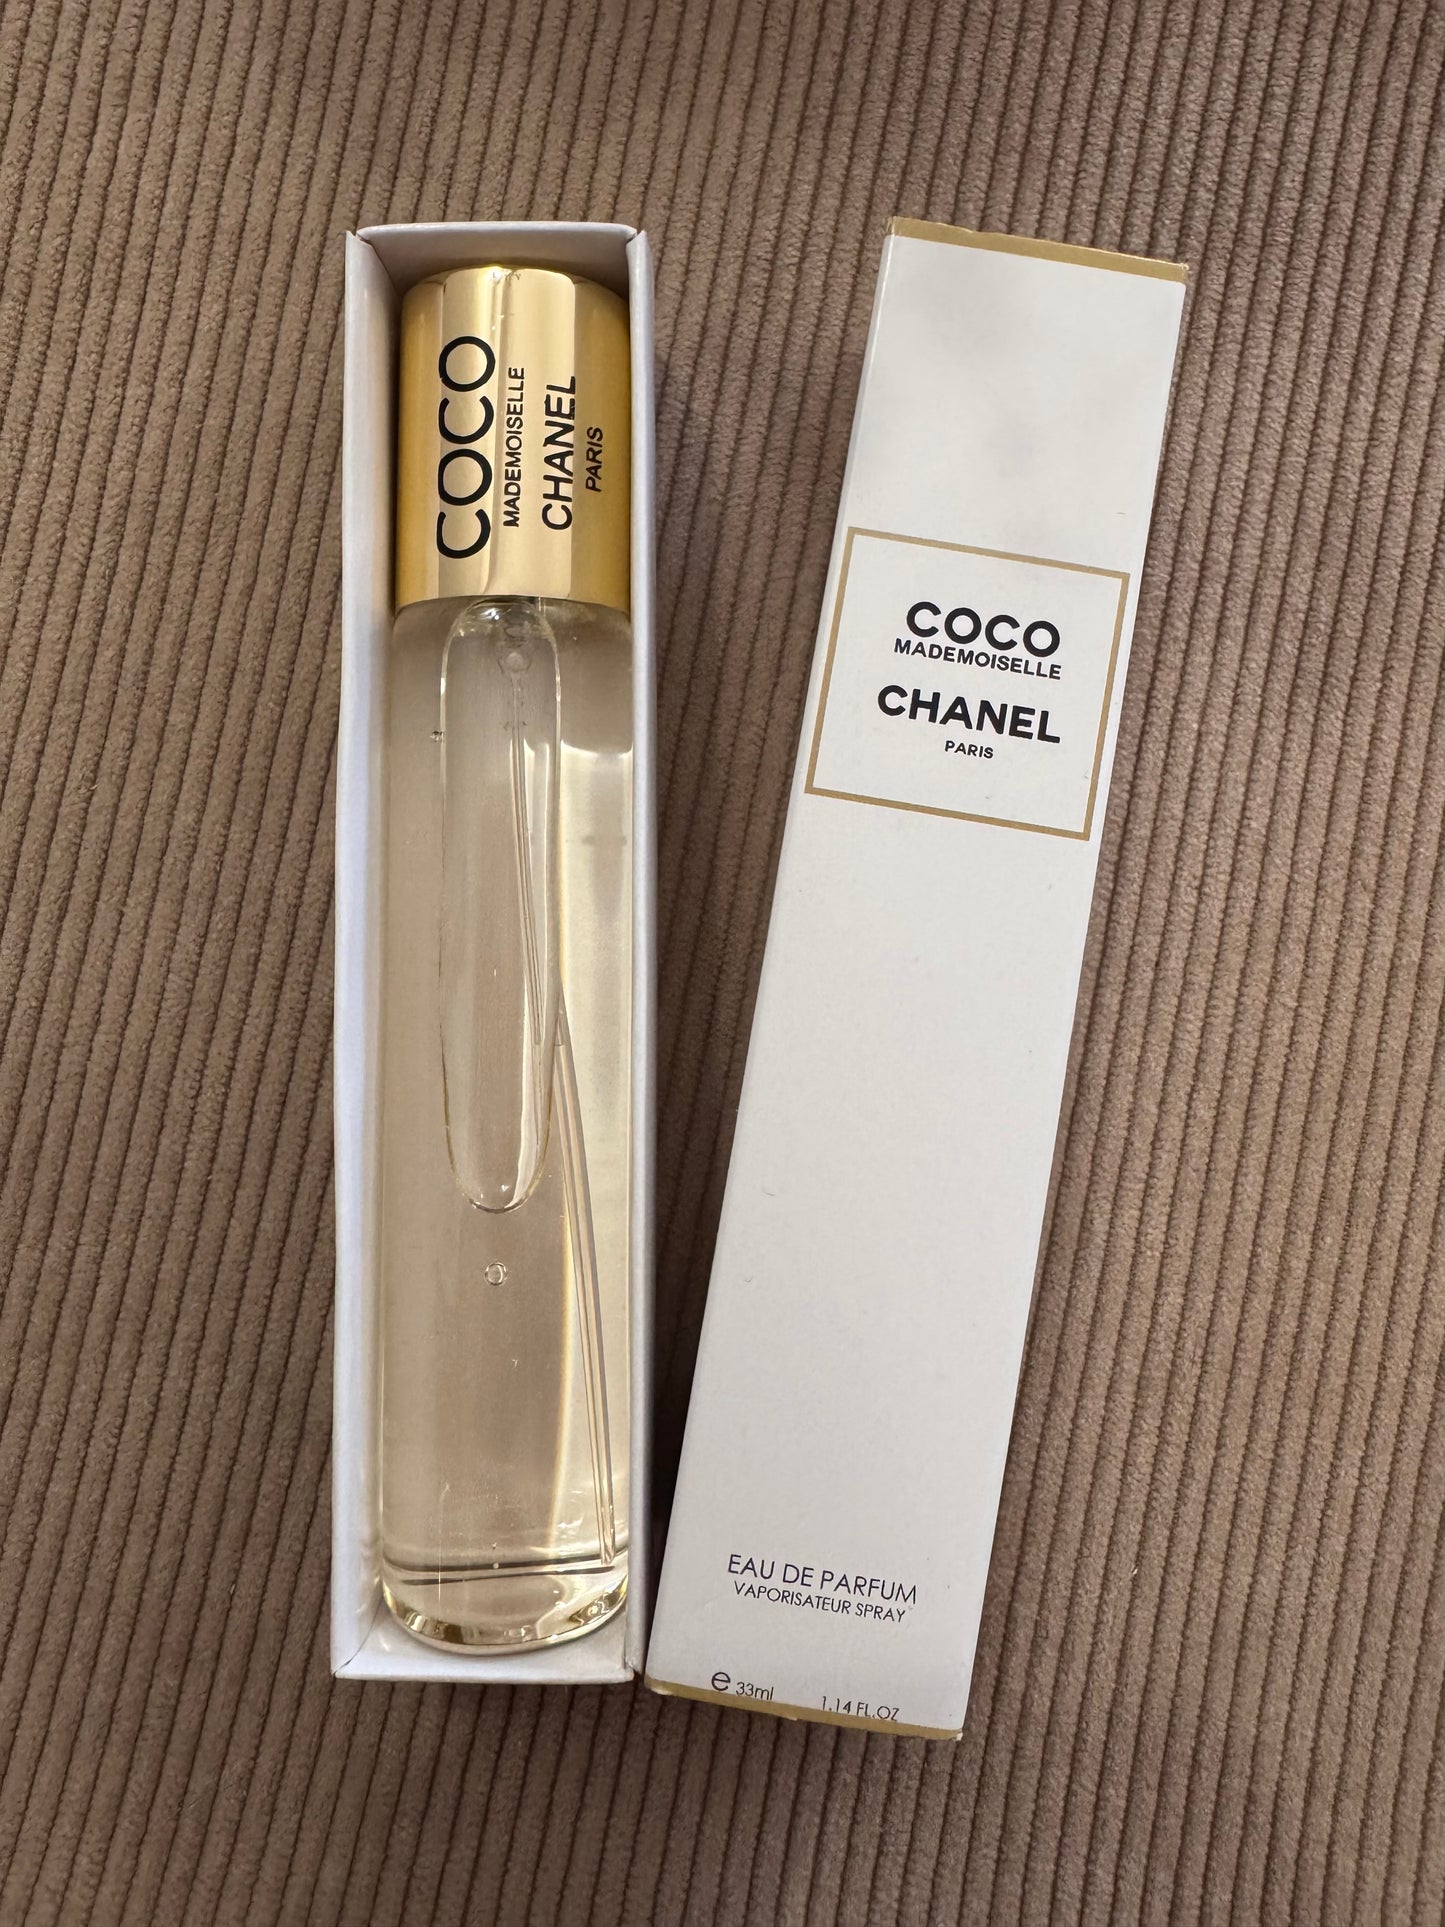 COCO
MADEMOISELLE
CHANEL
PARIS
COCO
MADEMOISELLE
CHANEL
PARIS
EAU DE PARFUM
VAPORISATEUR SPRAY
e 33ml 1.14 FL.OZ